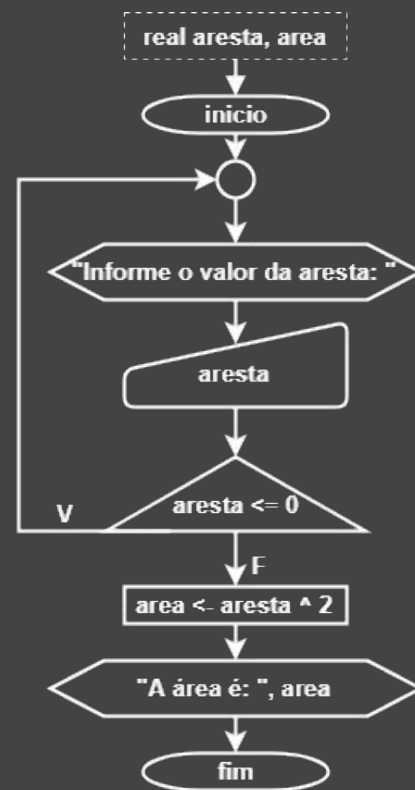 real aresta, area
inicio
"Informe o valor da aresta: "
aresta
aresta <= 0
V
F
area <- aresta ^ 2
"A área é: ", area
fim